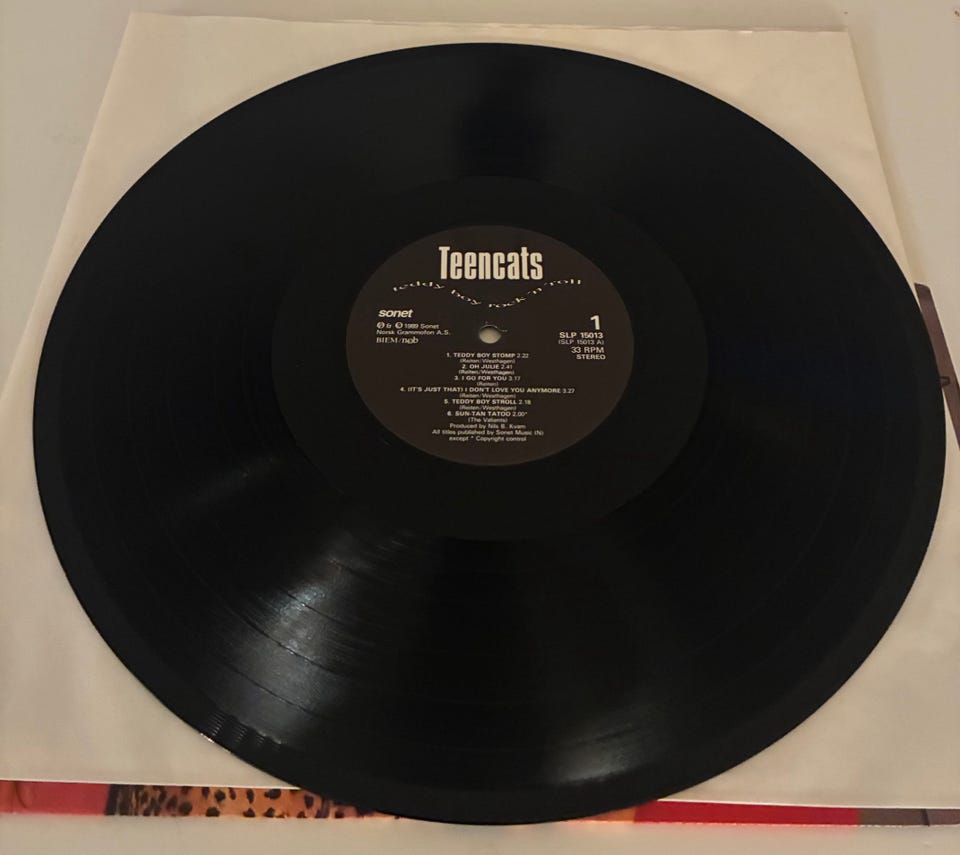 Teencats
teddy boy rock 'n' roll
sonet
℗ & © 1989 Sonet
Norsk Grammofon A.S.
BIEM/ncb
1
SLP 15013
(SLP 15013 A)
33 RPM
STEREO
1. TEDDY BOY STOMP 2.22
(Reiten/Westhagen)
2. OH JULIE 2.41
(Reiten/Westhagen)
3. I GO FOR YOU 3.17
(Reiten)
4. (IT'S JUST THAT) I DON'T LOVE YOU ANYMORE 3.27
(Reiten/Westhagen)
5. TEDDY BOY STROLL 2.18
(Reiten/Westhagen)
6. SUN-TAN TATOO 2.00*
(The Valients)
Produced by Nils B. Kvam
All titles published by Sonet Music (N)
except * Copyright control